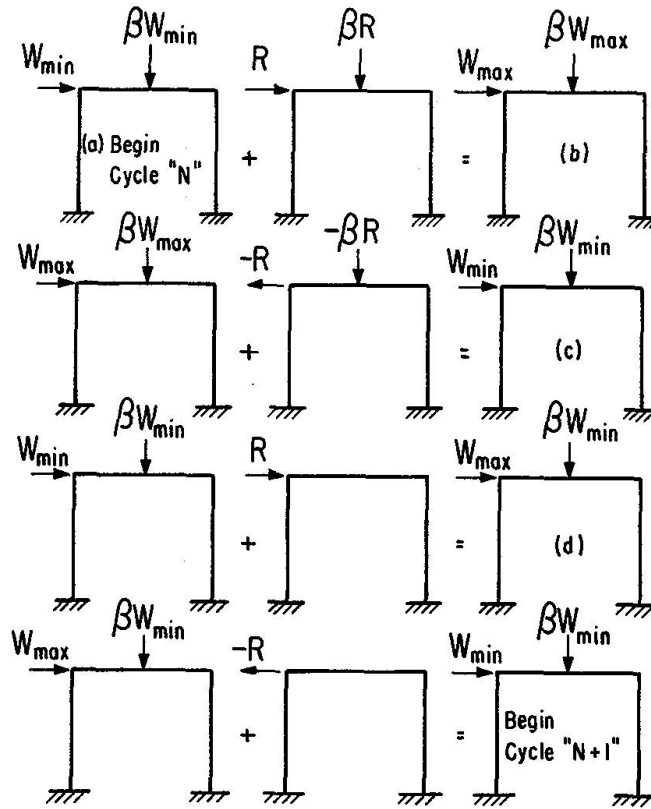 βW_min βR βW_max
W_min R W_max
(a) Begin Cycle "N" + = (b)
βW_max -βR βW_min
W_max -R W_min
+ = (c)
βW_min βW_min
W_min R W_max
+ = (d)
βW_min βW_min
W_max -R W_min
+ = Begin Cycle "N+1"